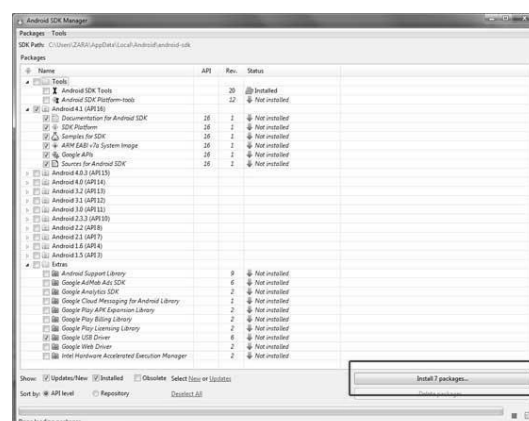 Android SDK Manager
Packages Tools
SDK Path: C:\Users\ZARA\AppData\Local\Android\android-sdk
Packages
Name API Rev. Status
Tools
Android SDK Tools 20 Installed
Android SDK Platform-tools 12 Not installed
Android 4.1 (API 16)
Documentation for Android SDK 16 1 Not installed
SDK Platform 16 1 Not installed
Samples for SDK 16 1 Not installed
ARM EABI v7a System Image 16 1 Not installed
Google APIs 16 1 Not installed
Sources for Android SDK 16 1 Not installed
Android 4.0.3 (API 15)
Android 4.0 (API 14)
Android 3.2 (API 13)
Android 3.1 (API 12)
Android 3.0 (API 11)
Android 2.3.3 (API 10)
Android 2.2 (API 8)
Android 2.1 (API 7)
Android 1.6 (API 4)
Android 1.5 (API 3)
Extras
Android Support Library 9 Not installed
Google AdMob Ads SDK 6 Not installed
Google Analytics SDK 2 Not installed
Google Cloud Messaging for Android Library 1 Not installed
Google Play APK Expansion Library 2 Not installed
Google Play Billing Library 2 Not installed
Google Play Licensing Library 2 Not installed
Google USB Driver 6 Not installed
Google Web Driver 2 Not installed
Intel Hardware Accelerated Execution Manager 2 Not installed
Show: Updates/New Installed Obsolete Select New or Updates
Install 7 packages...
Sort by: API level Repository Deselect All
Delete packages...